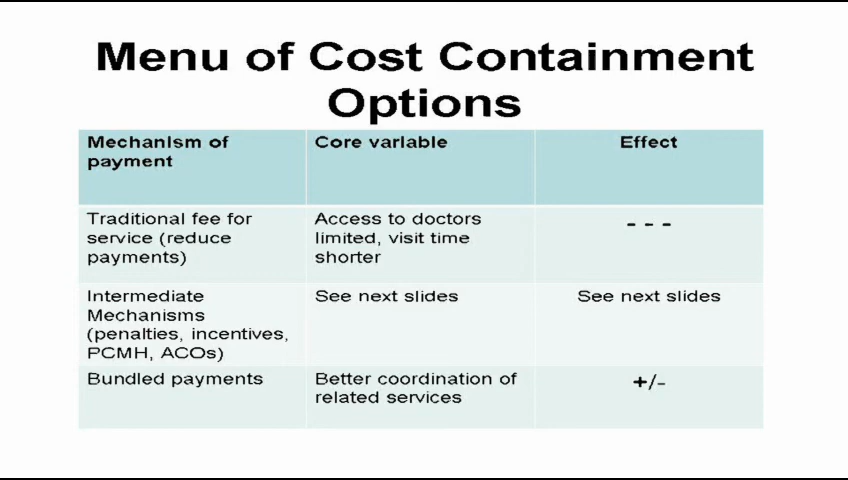 Menu of Cost Containment
Options
Mechanism of
payment
Core variable
Effect
Traditional fee for
service (reduce
payments)
Access to doctors
limited, visit time
shorter
- - -
Intermediate
Mechanisms
(penalties, incentives,
PCMH, ACOs)
See next slides
See next slides
Bundled payments
Better coordination of
related services
+/-